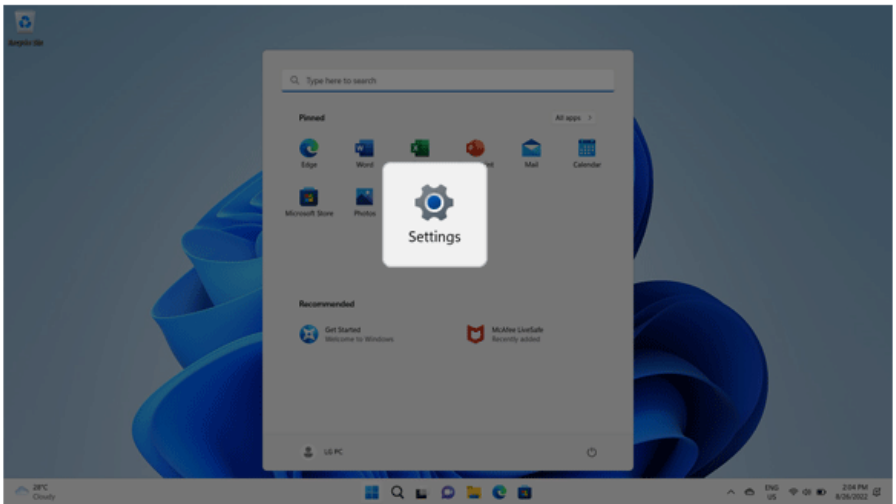 Recycle Bin
Type here to search
Pinned
All apps >
Edge
Word
Mail
Calendar
Microsoft Store
Photos
Settings
Recommended
Get Started
Welcome to Windows
McAfee LiveSafe
Recently added
LG PC
28°C
Cloudy
ENG
US
2:04 PM
8/26/2022